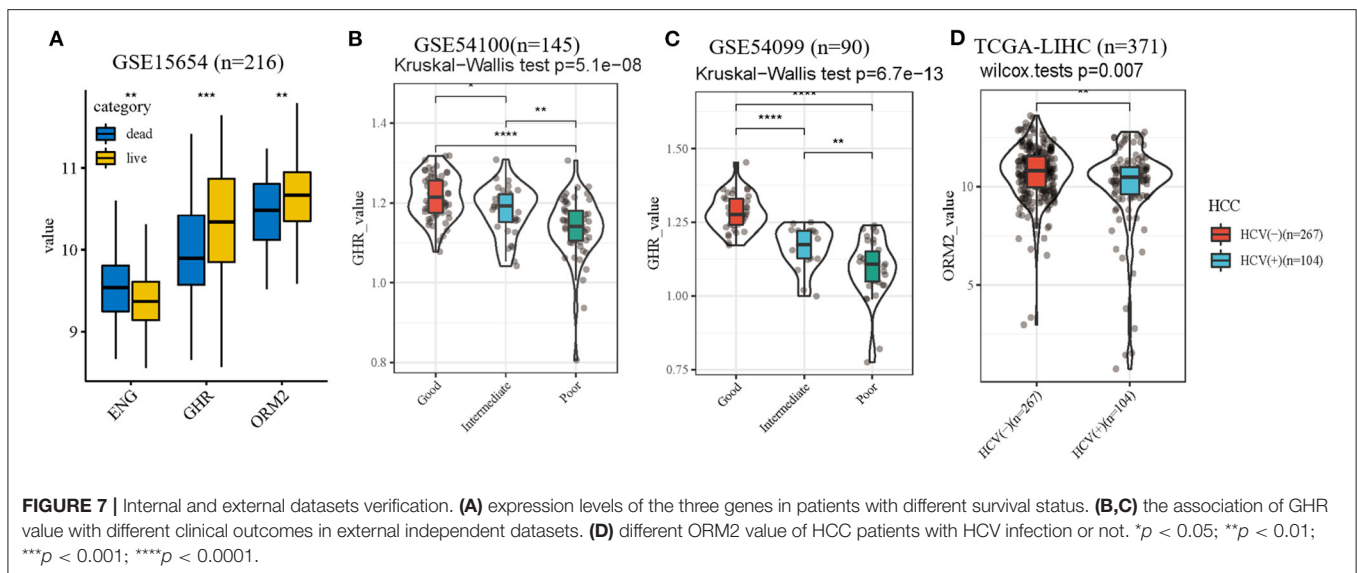 A
GSE15654 (n=216)
** *** **
category
dead
live
11
10
9
value
ENG
GHR
ORM2
B
GSE54100(n=145)
Kruskal−Wallis test p=5.1e−08
*
**
****
1.4
1.2
1.0
0.8
GHR_value
Good
Intermediate
Poor
C
GSE54099 (n=90)
Kruskal−Wallis test p=6.7e−13
****
****
**
1.50
1.25
1.00
0.75
GHR_value
Good
Intermediate
Poor
D
TCGA-LIHC (n=371)
wilcox.tests p=0.007
**
10
5
ORM2_value
HCV(−)(n=267)
HCV(+)(n=104)
HCC
HCV(−)(n=267)
HCV(+)(n=104)
FIGURE 7 | Internal and external datasets verification. (A) expression levels of the three genes in patients with different survival status. (B,C) the association of GHR
value with different clinical outcomes in external independent datasets. (D) different ORM2 value of HCC patients with HCV infection or not. *p < 0.05; **p < 0.01;
***p < 0.001; ****p < 0.0001.